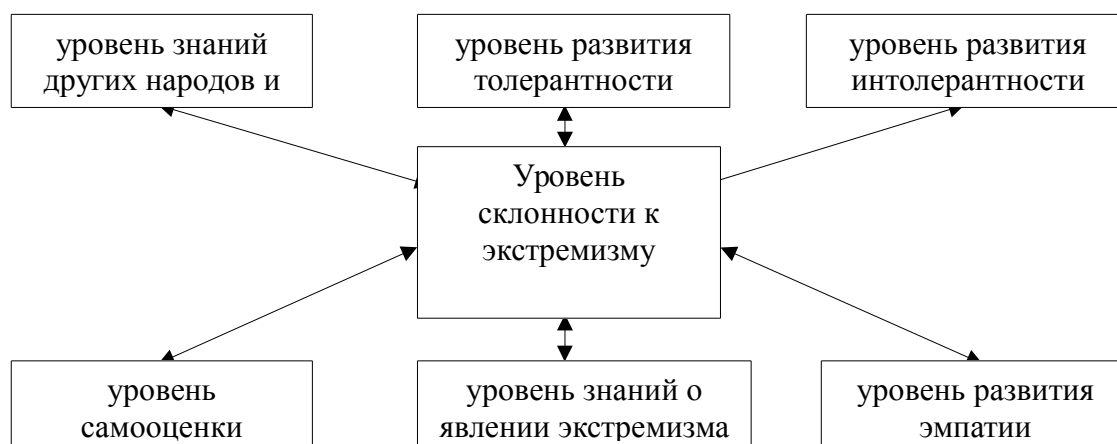 уровень знаний
других народов и
уровень развития
толерантности
уровень развития
интолерантности
Уровень
склонности к
экстремизму
уровень
самооценки
уровень знаний о
явлении экстремизма
уровень развития
эмпатии